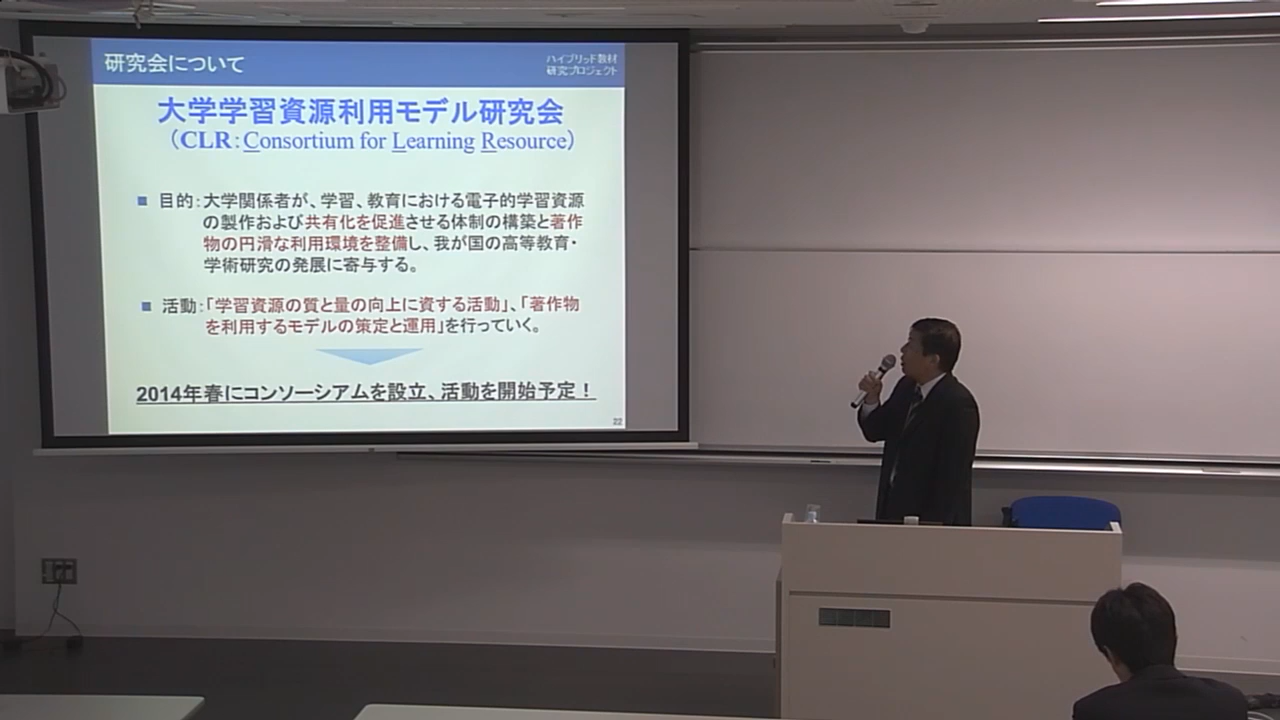 研究会について
ハイブリッド教材
研究プロジェクト
大学学習資源利用モデル研究会
（CLR：Consortium for Learning Resource）
■ 目的：大学関係者が、学習、教育における電子的学習資源
の製作および共有化を促進させる体制の構築と著作
物の円滑な利用環境を整備し、我が国の高等教育・
学術研究の発展に寄与する。
■ 活動：「学習資源の質と量の向上に資する活動」、「著作物
を利用するモデルの策定と運用」を行っていく。
2014年春にコンソーシアムを設立、活動を開始予定！
22